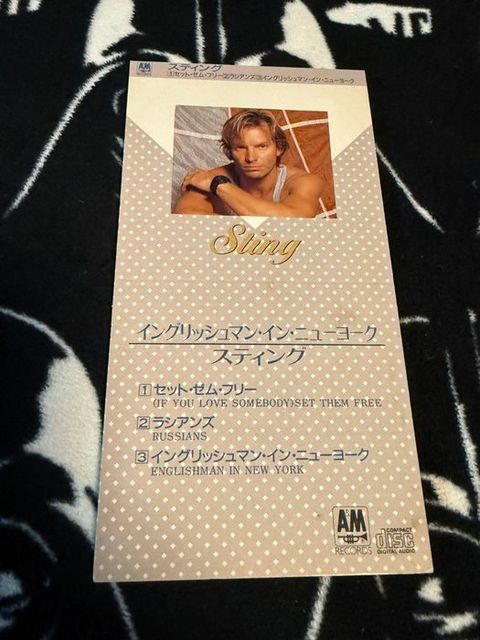 A&M
RECORDS
スティング
①セット・ゼム・フリー②ラシアンズ③イングリッシュマン・イン・ニューヨーク
Sting
イングリッシュマン・イン・ニューヨーク
スティング
1 セット・ゼム・フリー
(IF YOU LOVE SOMEBODY)SET THEM FREE
2 ラシアンズ
RUSSIANS
3 イングリッシュマン・イン・ニューヨーク
ENGLISHMAN IN NEW YORK
A&M
RECORDS
COMPACT
disc
DIGITAL AUDIO